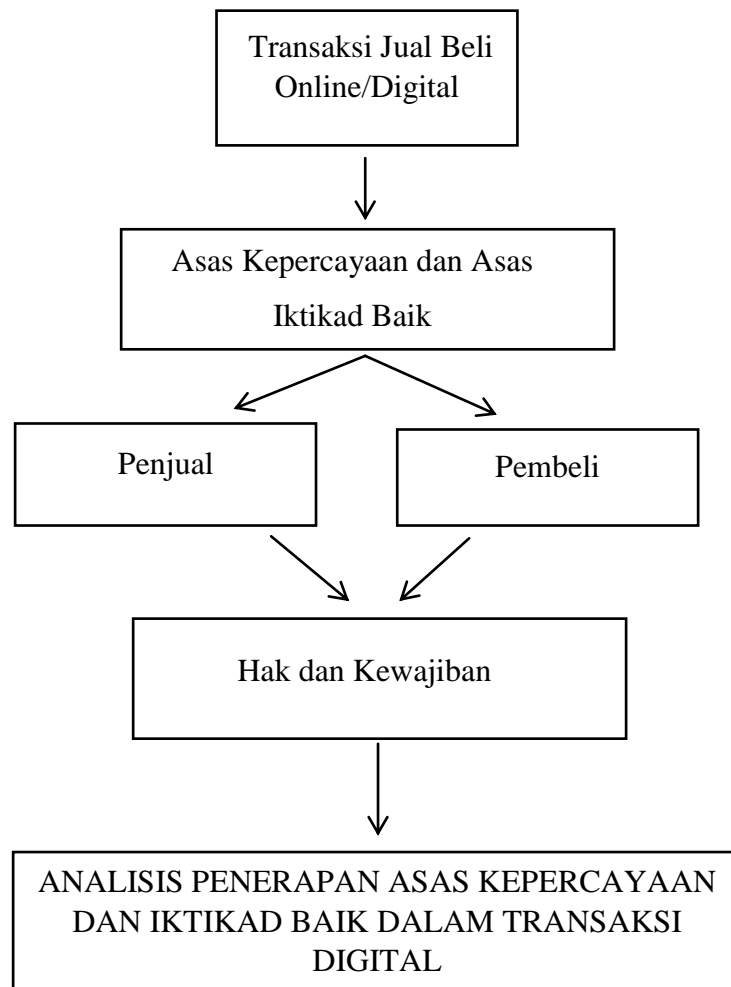 Transaksi Jual Beli
Online/Digital
Asas Kepercayaan dan Asas
Iktikad Baik
Penjual
Pembeli
Hak dan Kewajiban
ANALISIS PENERAPAN ASAS KEPERCAYAAN
DAN IKTIKAD BAIK DALAM TRANSAKSI
DIGITAL